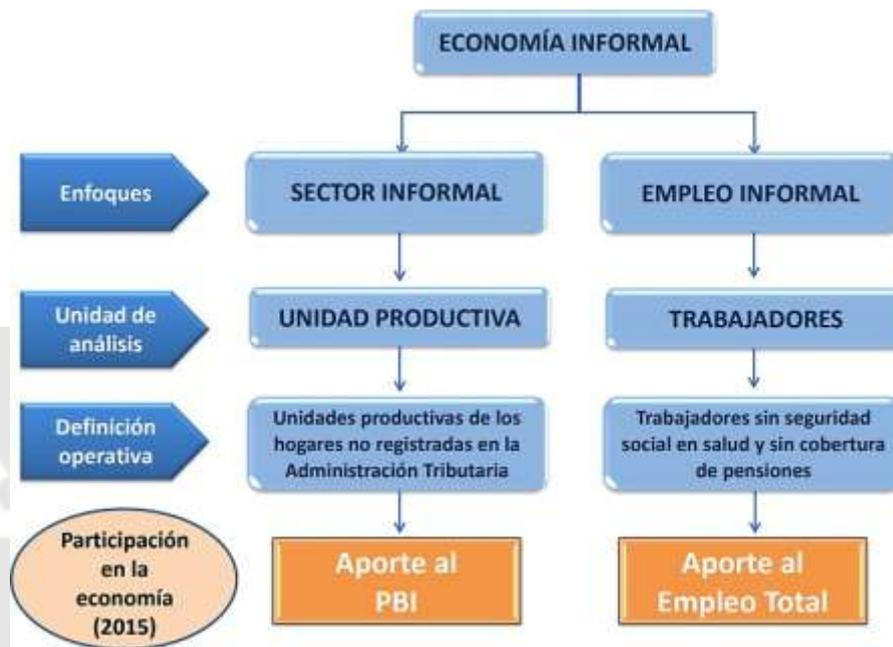 ECONOMÍA INFORMAL
Enfoques
SECTOR INFORMAL
EMPLEO INFORMAL
Unidad de
análisis
UNIDAD PRODUCTIVA
TRABAJADORES
Definición
operativa
Unidades productivas de los
hogares no registradas en la
Administración Tributaria
Trabajadores sin seguridad
social en salud y sin cobertura
de pensiones
Participación
en la
economía
(2015)
Aporte al
PBI
Aporte al
Empleo Total